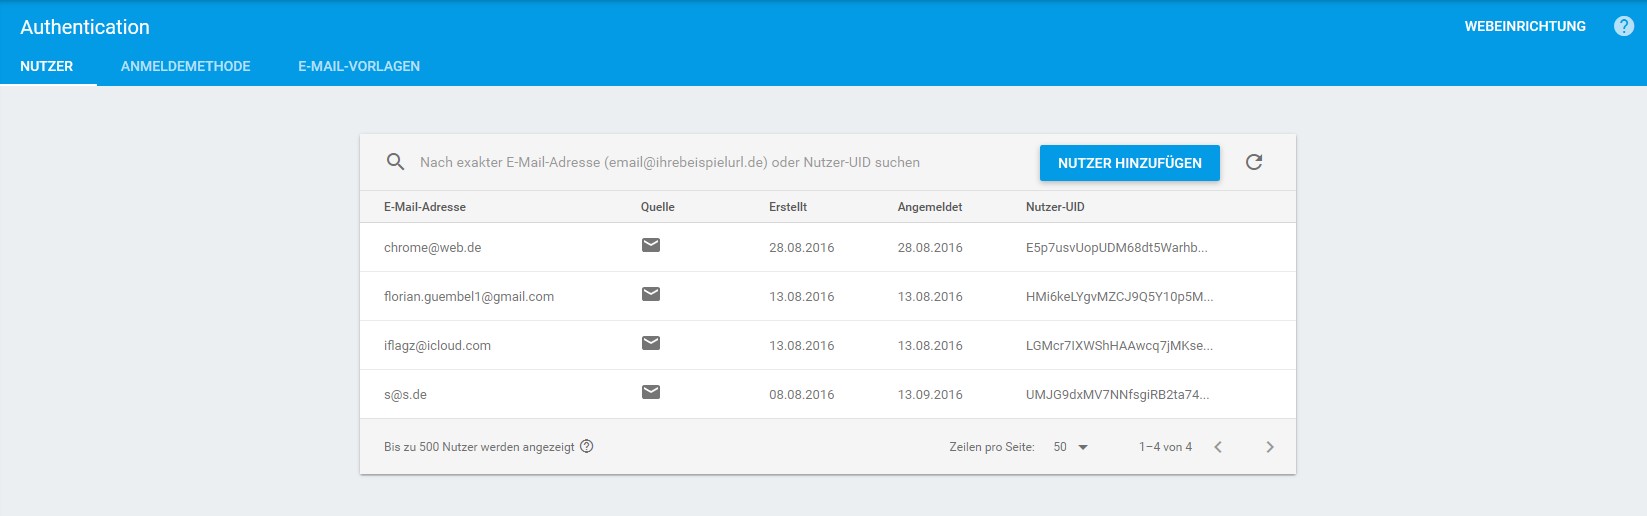 Authentication
WEBEINRICHTUNG
NUTZER ANMELDEMETHODE E-MAIL-VORLAGEN
Nach exakter E-Mail-Adresse (email@ihrebeispielurl.de) oder Nutzer-UID suchen NUTZER HINZUFÜGEN
E-Mail-Adresse Quelle Erstellt Angemeldet Nutzer-UID
chrome@web.de 28.08.2016 28.08.2016 E5p7usvUopUDM68dt5Warhb...
florian.guembel1@gmail.com 13.08.2016 13.08.2016 HMi6keLYgvMZCJ9Q5Y10p5M...
iflagz@icloud.com 13.08.2016 13.08.2016 LGMcr7IXWShHAAwcq7jMKse...
s@s.de 08.08.2016 13.09.2016 UMJG9dxMV7NNfsgiRB2ta74...
Bis zu 500 Nutzer werden angezeigt Zeilen pro Seite: 50 1–4 von 4